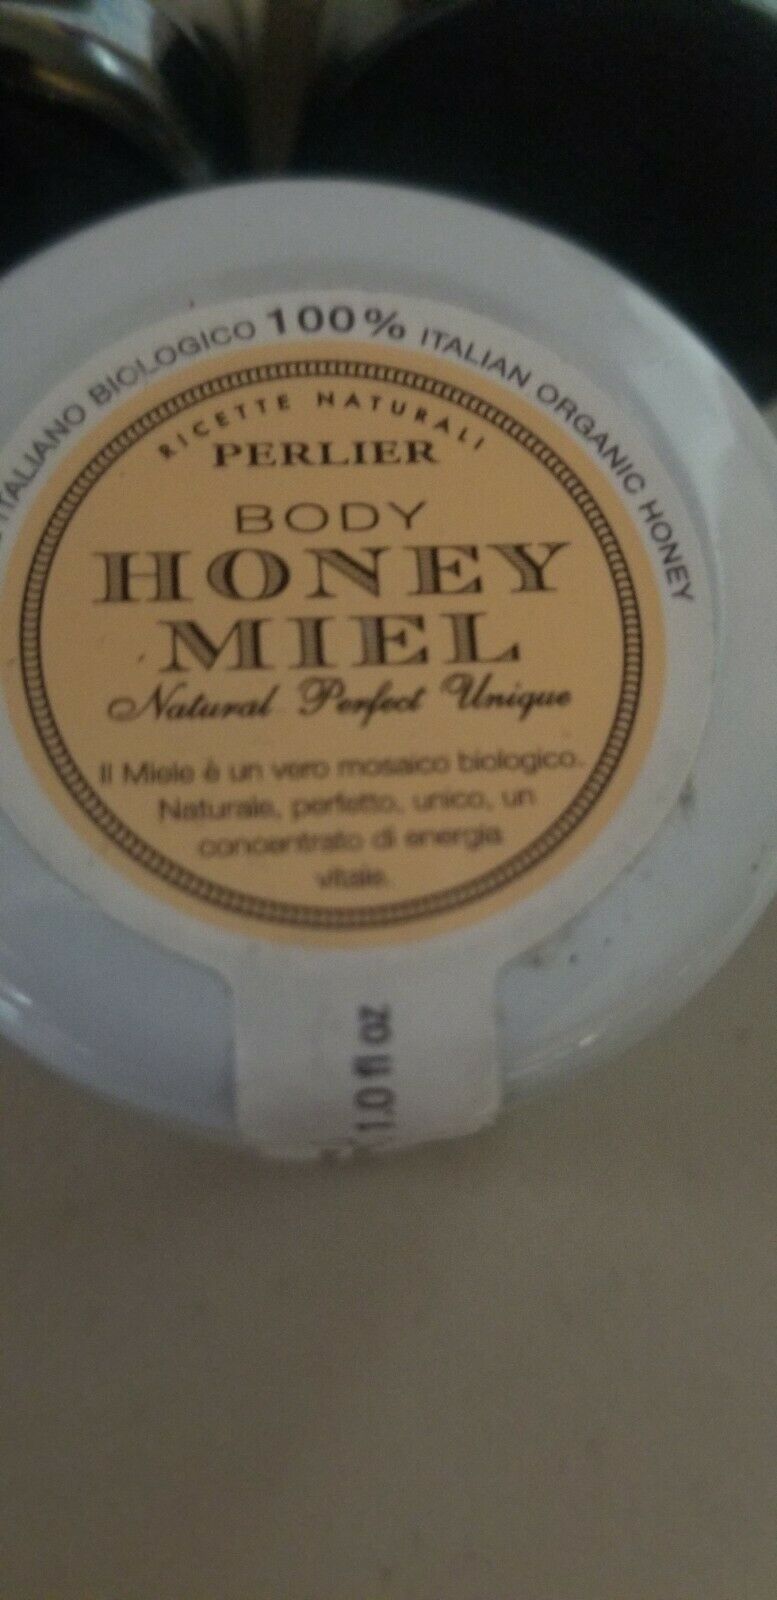 ITALIANO BIOLOGICO 100% ITALIAN ORGANIC HONEY
RICETTE NATURALI
PERLIER
BODY
HONEY
MIEL
Natural Perfect Unique
Il Miele è un vero mosaico biologico.
Naturale, perfetto, unico, un
concentrato di energia
vitale.
1.0 fl oz